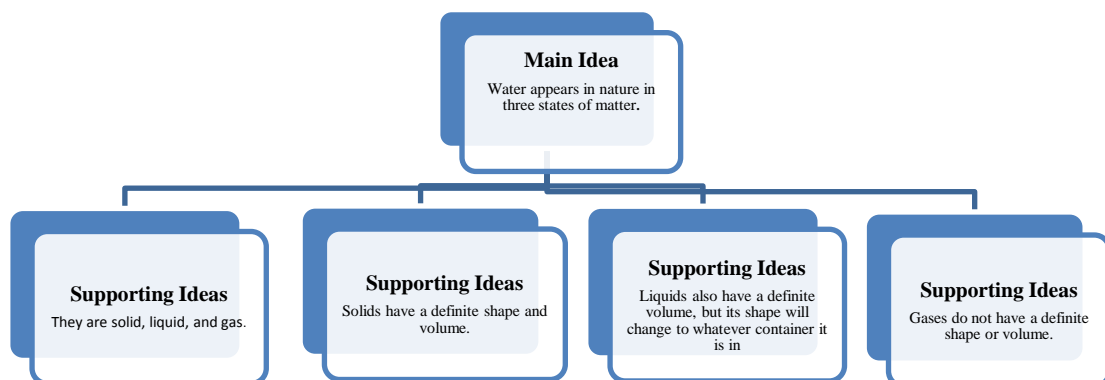 Main Idea
Water appears in nature in
three states of matter.
Supporting Ideas
They are solid, liquid, and gas.
Supporting Ideas
Solids have a definite shape and
volume.
Supporting Ideas
Liquids also have a definite
volume, but its shape will
change to whatever container it
is in
Supporting Ideas
Gases do not have a definite
shape or volume.